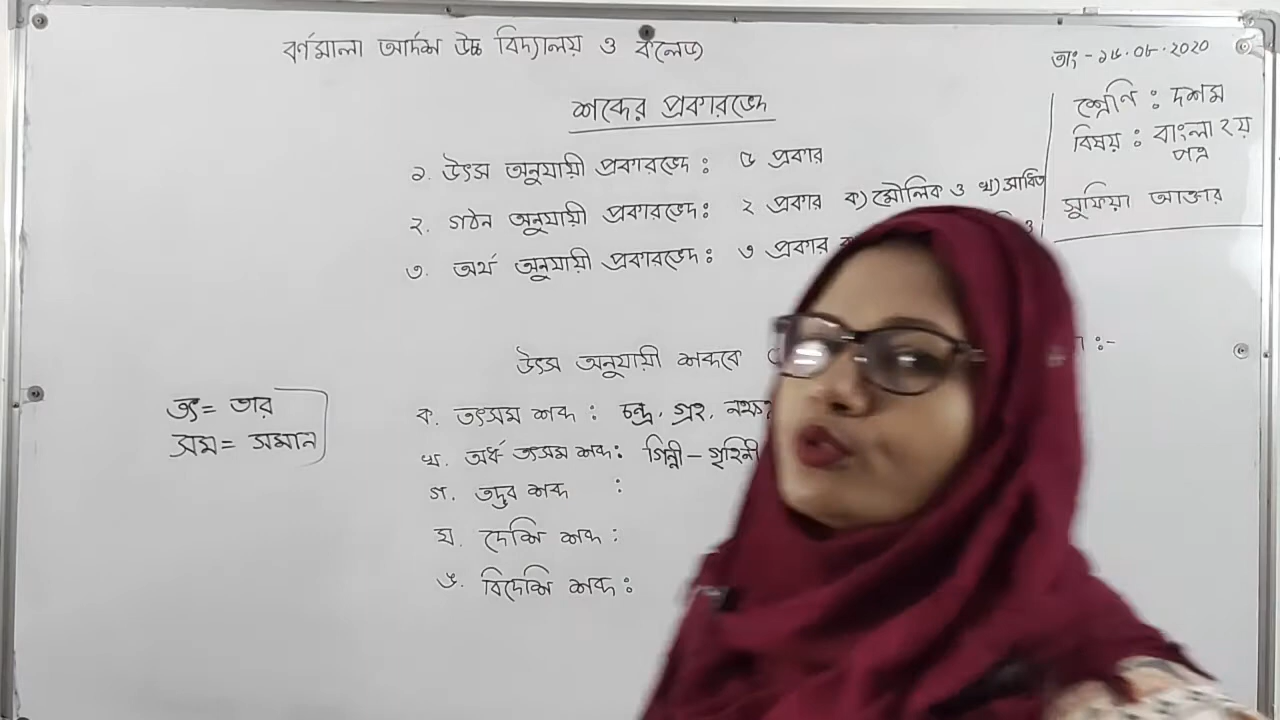 বর্ণমালা আদর্শ উচ্চ বিদ্যালয় ও কলেজ
তাং - ১৫.০৮.২০২০
শ্রেণি : দশম
বিষয় : বাংলা ২য়
পত্র
সুফিয়া আক্তার
শব্দের প্রকারভেদ
১. উৎস অনুযায়ী প্রকারভেদ : ৫ প্রকার
২. গঠন অনুযায়ী প্রকারভেদ : ২ প্রকার ক) মৌলিক ও খ) সাধিত
৩. অর্থ অনুযায়ী প্রকারভেদ : ৩ প্রকার
উৎস অনুযায়ী শব্দকে :-
তৎ = তার
সম = সমান
ক. তৎসম শব্দ : চন্দ্র, গ্রহ,
খ. অর্ধ তৎসম শব্দ : গিন্নী - গৃহিনী
গ. তদ্ভব শব্দ :
ঘ. দেশি শব্দ :
ঙ. বিদেশি শব্দ :